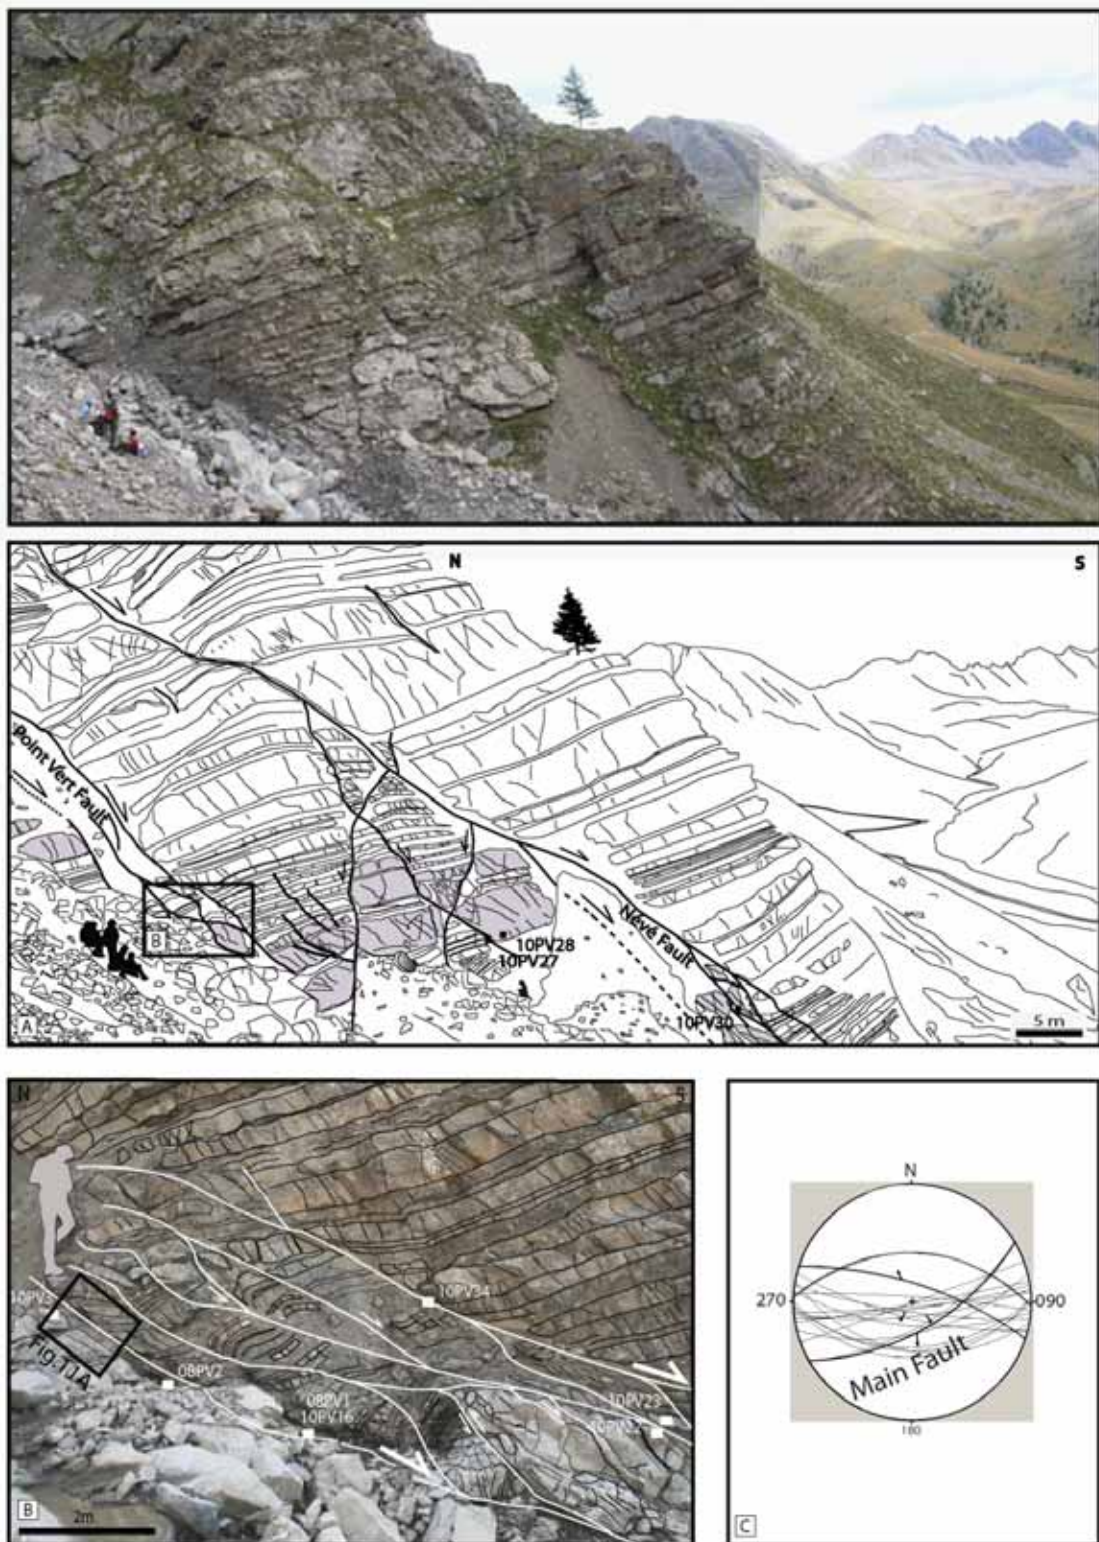 N S
Point Vert Fault
B
10PV28
10PV27
Névé Fault
10PV30
A
5 m
N S
10PV34
Fig.11A
08PV2
08PV1
10PV16
10PV23
B
2m
N
270
090
Main Fault
180
C